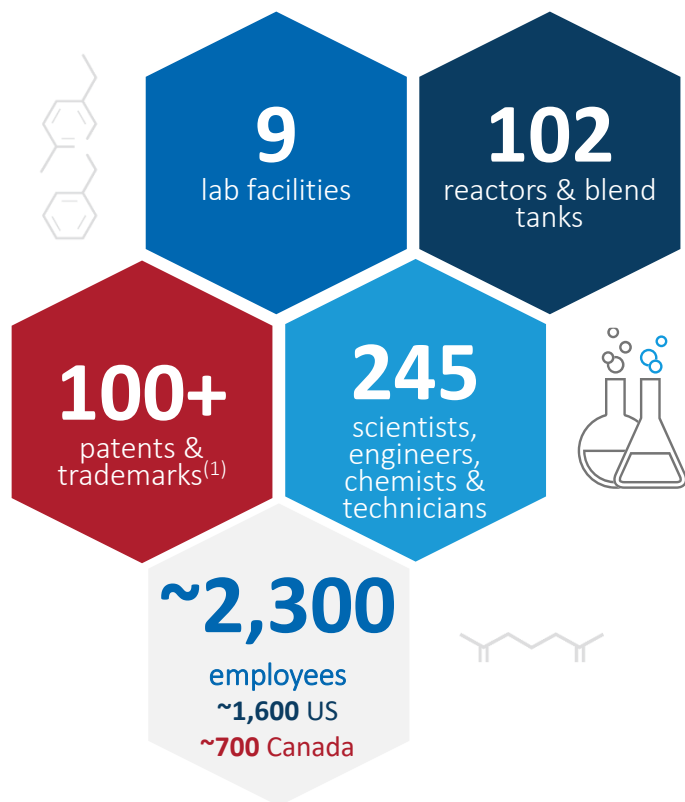 9
lab facilities
102
reactors & blend
tanks
100+
patents &
trademarks(1)
245
scientists,
engineers,
chemists &
technicians
~2,300
employees
~1,600 US
~700 Canada